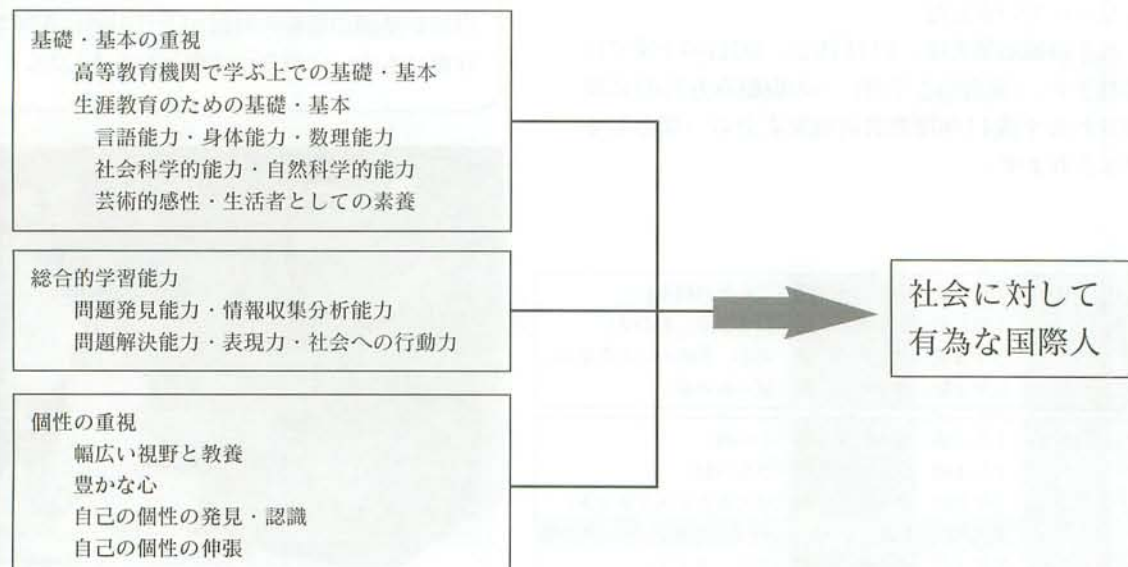 基礎・基本の重視
高等教育機関で学ぶ上での基礎・基本
生涯教育のための基礎・基本
言語能力・身体能力・数理能力
社会科学的能力・自然科学的能力
芸術的感性・生活者としての素養
総合的学習能力
問題発見能力・情報収集分析能力
問題解決能力・表現力・社会への行動力
個性の重視
幅広い視野と教養
豊かな心
自己の個性の発見・認識
自己の個性の伸張
社会に対して
有為な国際人